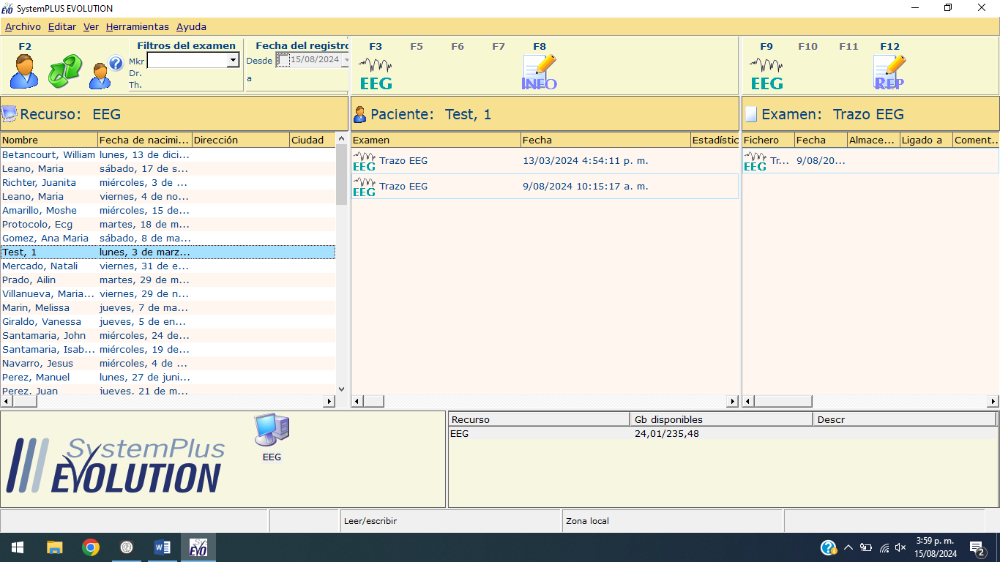 SystemPLUS EVOLUTION
Archivo Editar Ver Herramientas Ayuda
F2
Filtros del examen
Mkr
Dr.
Th.
Fecha del registro
Desde 15/08/2024
a
F3 F5 F6 F7 F8
EEG INFO
F9 F10 F11 F12
EEG REP
Recurso: EEG
Nombre Fecha de nacimi... Dirección Ciudad
Betancourt, William lunes, 13 de dici...
Leano, Maria sábado, 17 de s...
Richter, Juanita miércoles, 3 de ...
Leano, Maria viernes, 4 de no...
Amarillo, Moshe miércoles, 15 de...
Protocolo, Ecg martes, 18 de m...
Gomez, Ana Maria sábado, 8 de ma...
Test, 1 lunes, 3 de marz...
Mercado, Natali viernes, 31 de e...
Prado, Ailin martes, 29 de m...
Villanueva, Maria... viernes, 29 de n...
Marin, Melissa jueves, 7 de ma...
Giraldo, Vanessa jueves, 5 de en...
Santamaria, John miércoles, 24 de...
Santamaria, Isab... miércoles, 19 de...
Navarro, Jesus miércoles, 4 de ...
Perez, Manuel lunes, 27 de juni...
Perez, Juan jueves, 21 de m...
Paciente: Test, 1
Examen Fecha Estadístic
EEG Trazo EEG 13/03/2024 4:54:11 p. m.
EEG Trazo EEG 9/08/2024 10:15:17 a. m.
Examen: Trazo EEG
Fichero Fecha Almace... Ligado a Coment...
EEG Tr... 9/08/20...
SystemPlus
EVOLUTION
EEG
Recurso Gb disponibles Descr
EEG 24,01/235,48
Leer/escribir Zona local
3:59 p. m.
15/08/2024
2